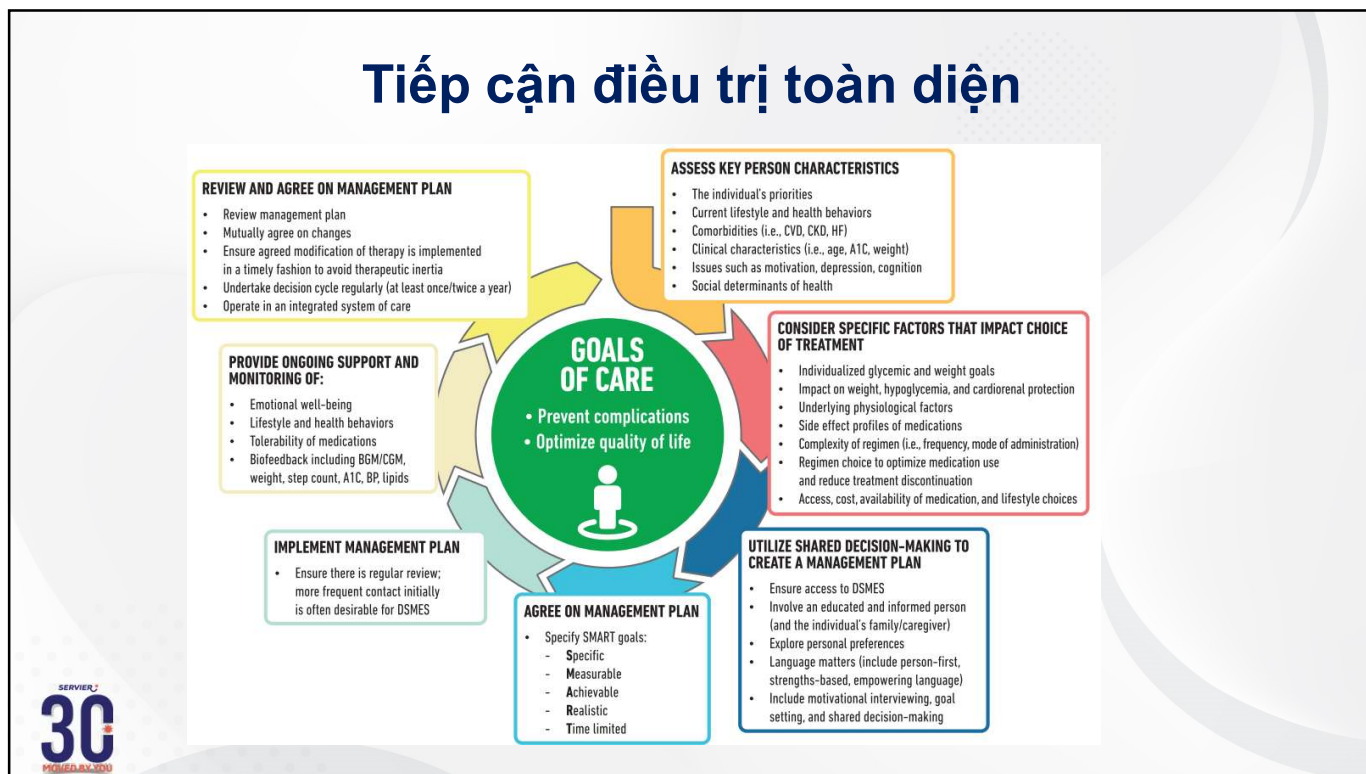 Tiếp cận điều trị toàn diện
ASSESS KEY PERSON CHARACTERISTICS
• The individual's priorities
• Current lifestyle and health behaviors
• Comorbidities (i.e., CVD, CKD, HF)
• Clinical characteristics (i.e., age, A1C, weight)
• Issues such as motivation, depression, cognition
• Social determinants of health
CONSIDER SPECIFIC FACTORS THAT IMPACT CHOICE
OF TREATMENT
• Individualized glycemic and weight goals
• Impact on weight, hypoglycemia, and cardiorenal protection
• Underlying physiological factors
• Side effect profiles of medications
• Complexity of regimen (i.e., frequency, mode of administration)
• Regimen choice to optimize medication use
and reduce treatment discontinuation
• Access, cost, availability of medication, and lifestyle choices
UTILIZE SHARED DECISION-MAKING TO
CREATE A MANAGEMENT PLAN
• Ensure access to DSMES
• Involve an educated and informed person
(and the individual's family/caregiver)
• Explore personal preferences
• Language matters (include person-first,
strengths-based, empowering language)
• Include motivational interviewing, goal
setting, and shared decision-making
AGREE ON MANAGEMENT PLAN
• Specify SMART goals:
- Specific
- Measurable
- Achievable
- Realistic
- Time limited
IMPLEMENT MANAGEMENT PLAN
• Ensure there is regular review;
more frequent contact initially
is often desirable for DSMES
PROVIDE ONGOING SUPPORT AND
MONITORING OF:
• Emotional well-being
• Lifestyle and health behaviors
• Tolerability of medications
• Biofeedback including BGM/CGM,
weight, step count, A1C, BP, lipids
REVIEW AND AGREE ON MANAGEMENT PLAN
• Review management plan
• Mutually agree on changes
• Ensure agreed modification of therapy is implemented
in a timely fashion to avoid therapeutic inertia
• Undertake decision cycle regularly (at least once/twice a year)
• Operate in an integrated system of care
GOALS
OF CARE
• Prevent complications
• Optimize quality of life
SERVIER
30
MOVED BY YOU